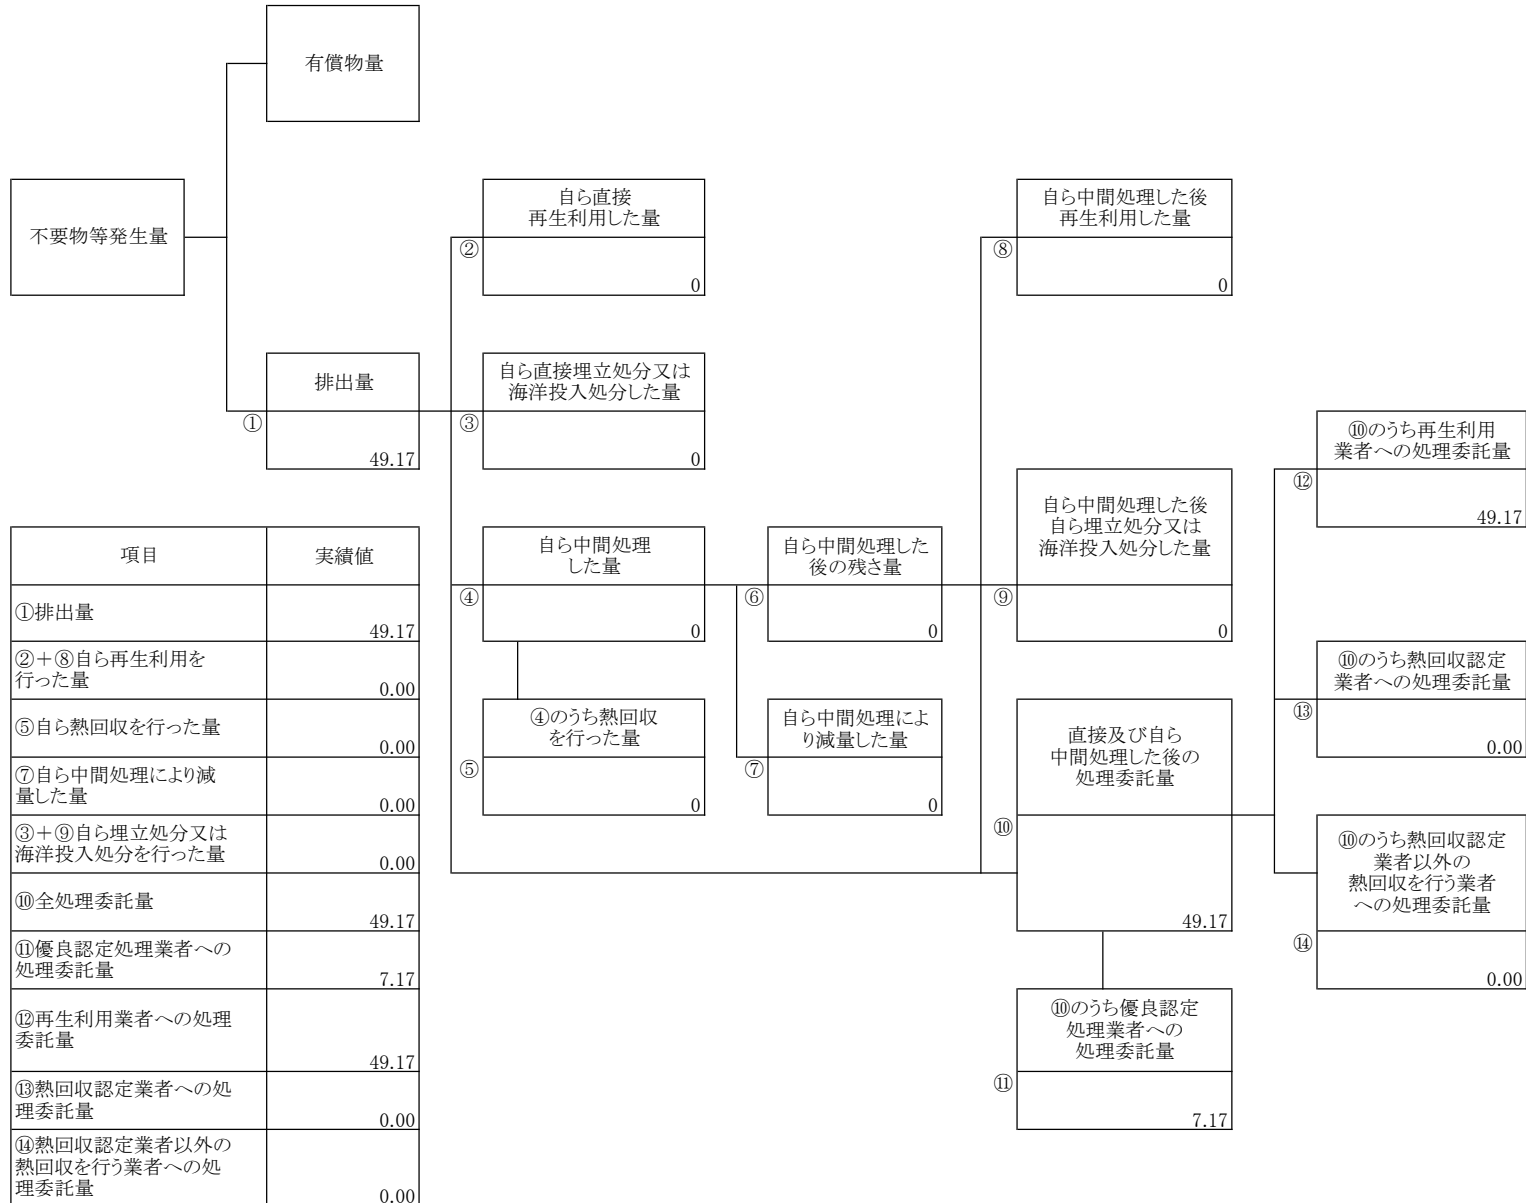 有償物量
不要物等発生量
自ら直接
再生利用した量
②
0
自ら中間処理した後
再生利用した量
⑧
0
排出量
①
49.17
自ら直接埋立処分又は
海洋投入処分した量
③
0
⑩のうち再生利用
業者への処理委託量
⑫
49.17
自ら中間処理
した量
④
0
自ら中間処理した
後の残さ量
⑥
0
自ら中間処理した後
自ら埋立処分又は
海洋投入処分した量
⑨
0
⑩のうち熱回収認定
業者への処理委託量
⑬
0.00
④のうち熱回収
を行った量
⑤
0
自ら中間処理によ
り減量した量
⑦
0
直接及び自ら
中間処理した後の
処理委託量
⑩
49.17
⑩のうち熱回収認定
業者以外の
熱回収を行う業者
への処理委託量
⑭
0.00
⑩のうち優良認定
処理業者への
処理委託量
⑪
7.17
項目 実績値
①排出量
49.17
②+⑧自ら再生利用を
行った量
0.00
⑤自ら熱回収を行った量
0.00
⑦自ら中間処理により減
量した量
0.00
③+⑨自ら埋立処分又は
海洋投入処分を行った量
0.00
⑩全処理委託量
49.17
⑪優良認定処理業者への
処理委託量
7.17
⑫再生利用業者への処理
委託量
49.17
⑬熱回収認定業者への処
理委託量
0.00
⑭熱回収認定業者以外の
熱回収を行う業者への処
理委託量
0.00